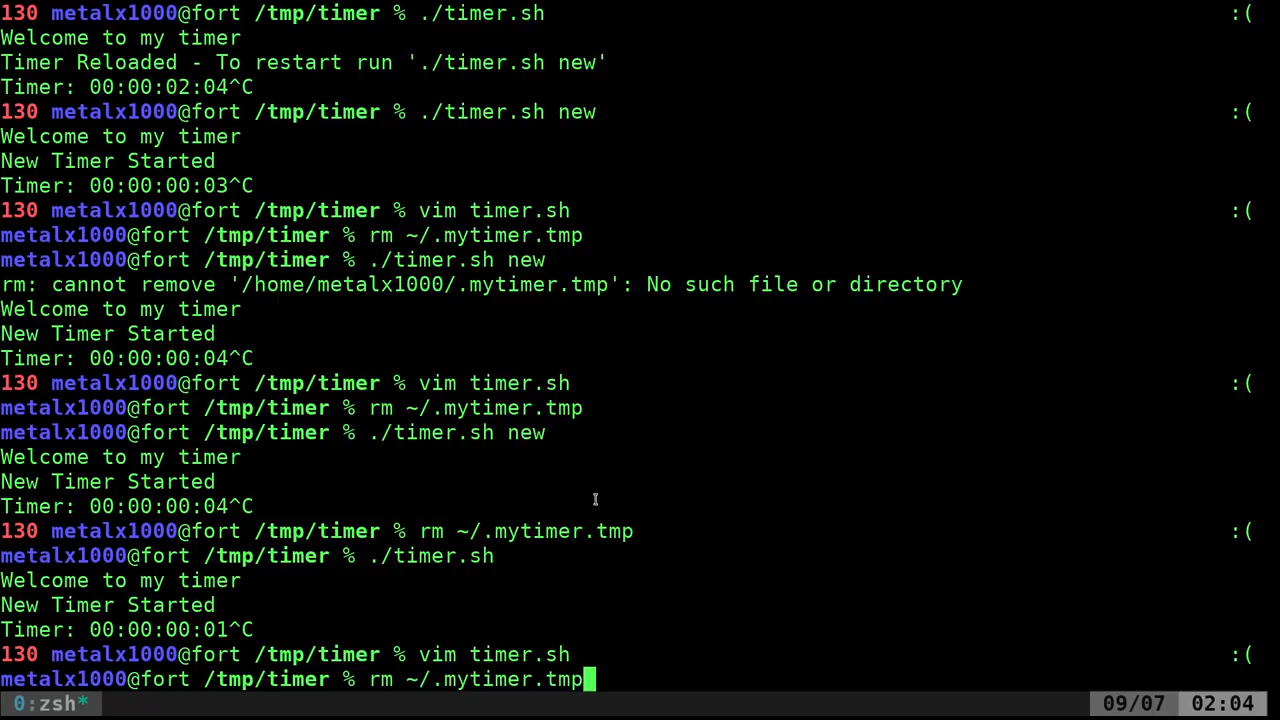 130 metalx1000@fort /tmp/timer % ./timer.sh :(
Welcome to my timer
Timer Reloaded - To restart run './timer.sh new'
Timer: 00:00:02:04^C
130 metalx1000@fort /tmp/timer % ./timer.sh new :(
Welcome to my timer
New Timer Started
Timer: 00:00:00:03^C
130 metalx1000@fort /tmp/timer % vim timer.sh :(
metalx1000@fort /tmp/timer % rm ~/.mytimer.tmp
metalx1000@fort /tmp/timer % ./timer.sh new
rm: cannot remove '/home/metalx1000/.mytimer.tmp': No such file or directory
Welcome to my timer
New Timer Started
Timer: 00:00:00:04^C
130 metalx1000@fort /tmp/timer % vim timer.sh :(
metalx1000@fort /tmp/timer % rm ~/.mytimer.tmp
metalx1000@fort /tmp/timer % ./timer.sh new
Welcome to my timer
New Timer Started
Timer: 00:00:00:04^C
130 metalx1000@fort /tmp/timer % rm ~/.mytimer.tmp :(
metalx1000@fort /tmp/timer % ./timer.sh
Welcome to my timer
New Timer Started
Timer: 00:00:00:01^C
130 metalx1000@fort /tmp/timer % vim timer.sh :(
metalx1000@fort /tmp/timer % rm ~/.mytimer.tmp
0:zsh* 09/07 02:04